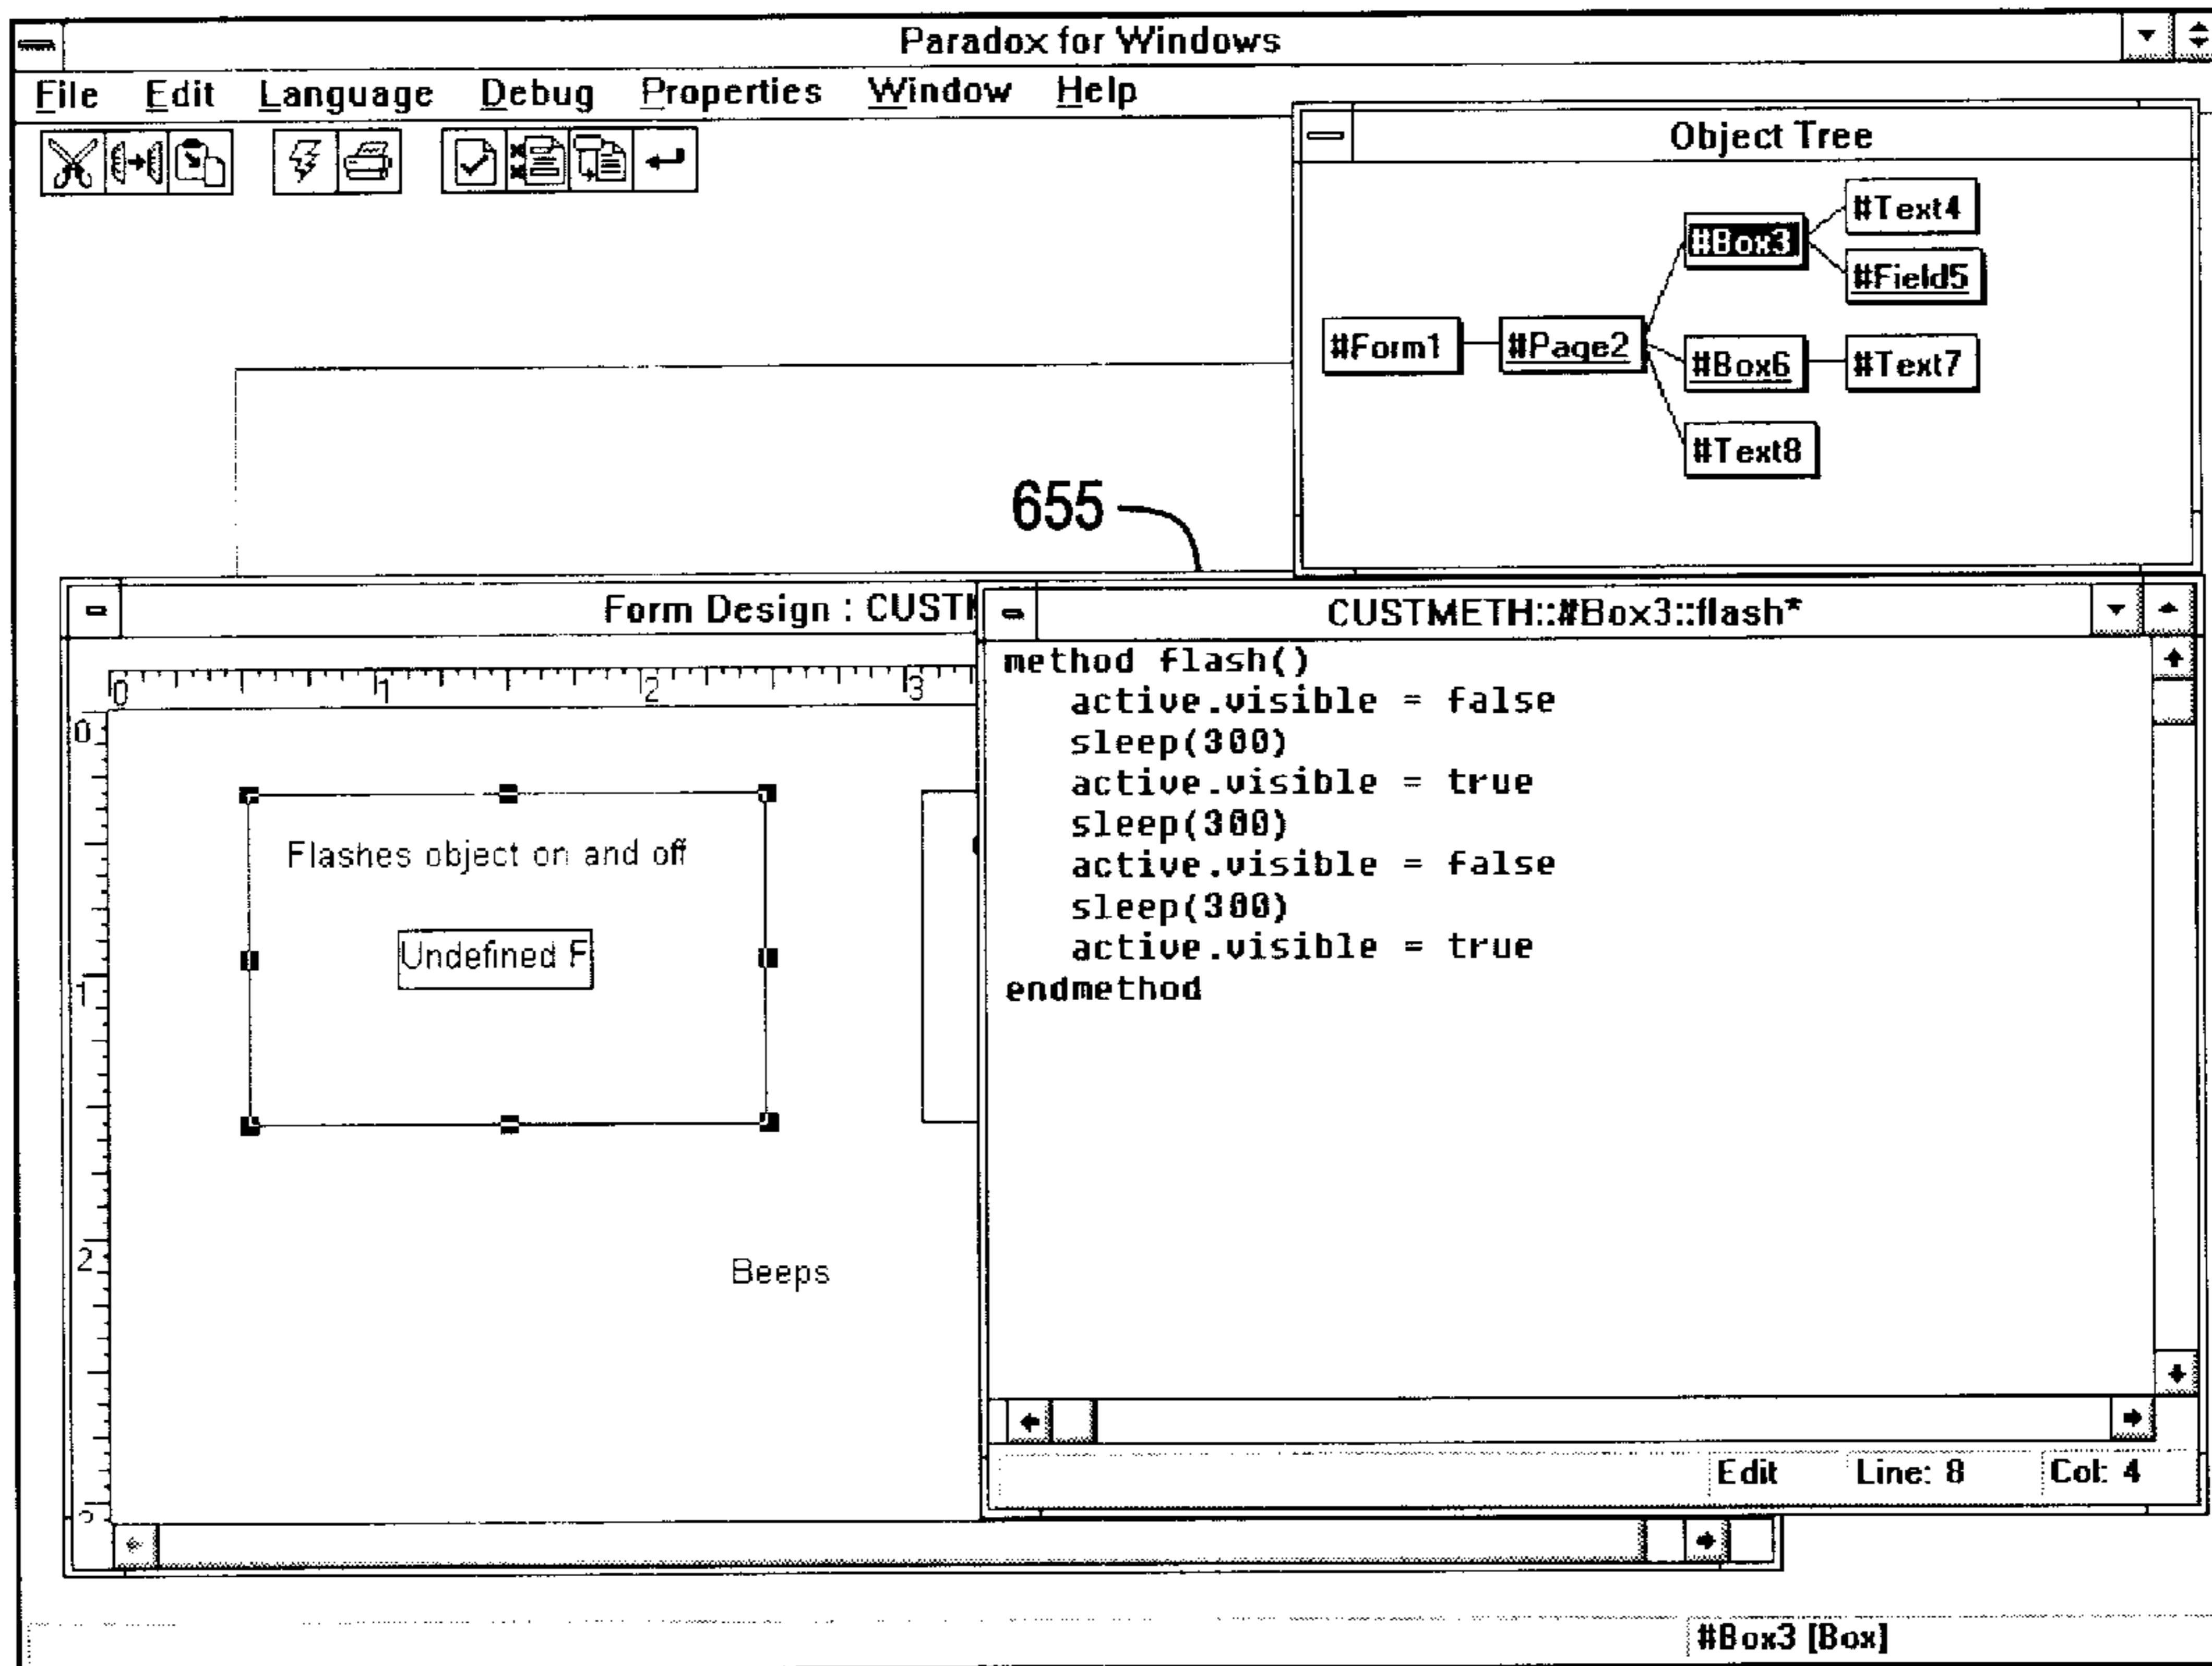 Paradox for Windows
File Edit Language Debug Properties Window Help
Object Tree
#Text4
#Box3
#Field5
#Form1
#Page2
#Box6
#Text7
#Text8
655
Form Design : CUSTM
0 1 2 3
0
1
2
Flashes object on and off
Undefined F
Beeps
CUSTMETH::#Box3::flash*
method flash()
active.visible = false
sleep(300)
active.visible = true
sleep(300)
active.visible = false
sleep(300)
active.visible = true
endmethod
Edit Line: 8 Col: 4
#Box3 [Box]